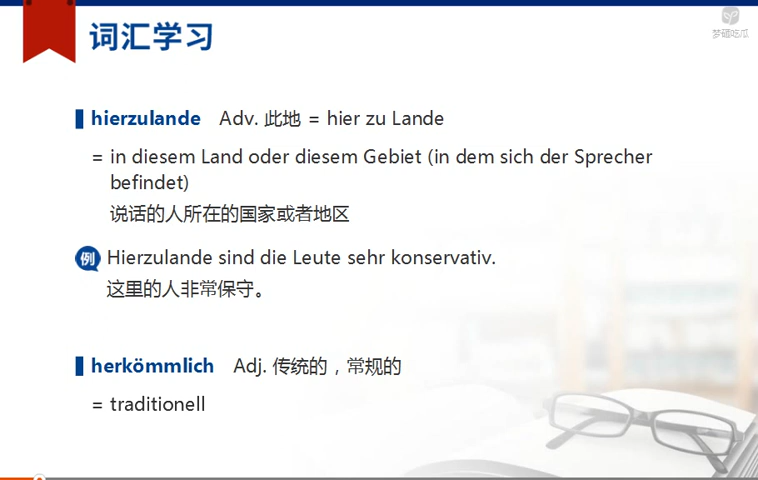 词汇学习
梦硒吃瓜
hierzulande Adv. 此地 = hier zu Lande
= in diesem Land oder diesem Gebiet (in dem sich der Sprecher
befindet)
说话的人所在的国家或者地区
例 Hierzulande sind die Leute sehr konservativ.
这里的人非常保守。
herkömmlich Adj. 传统的，常规的
= traditionell